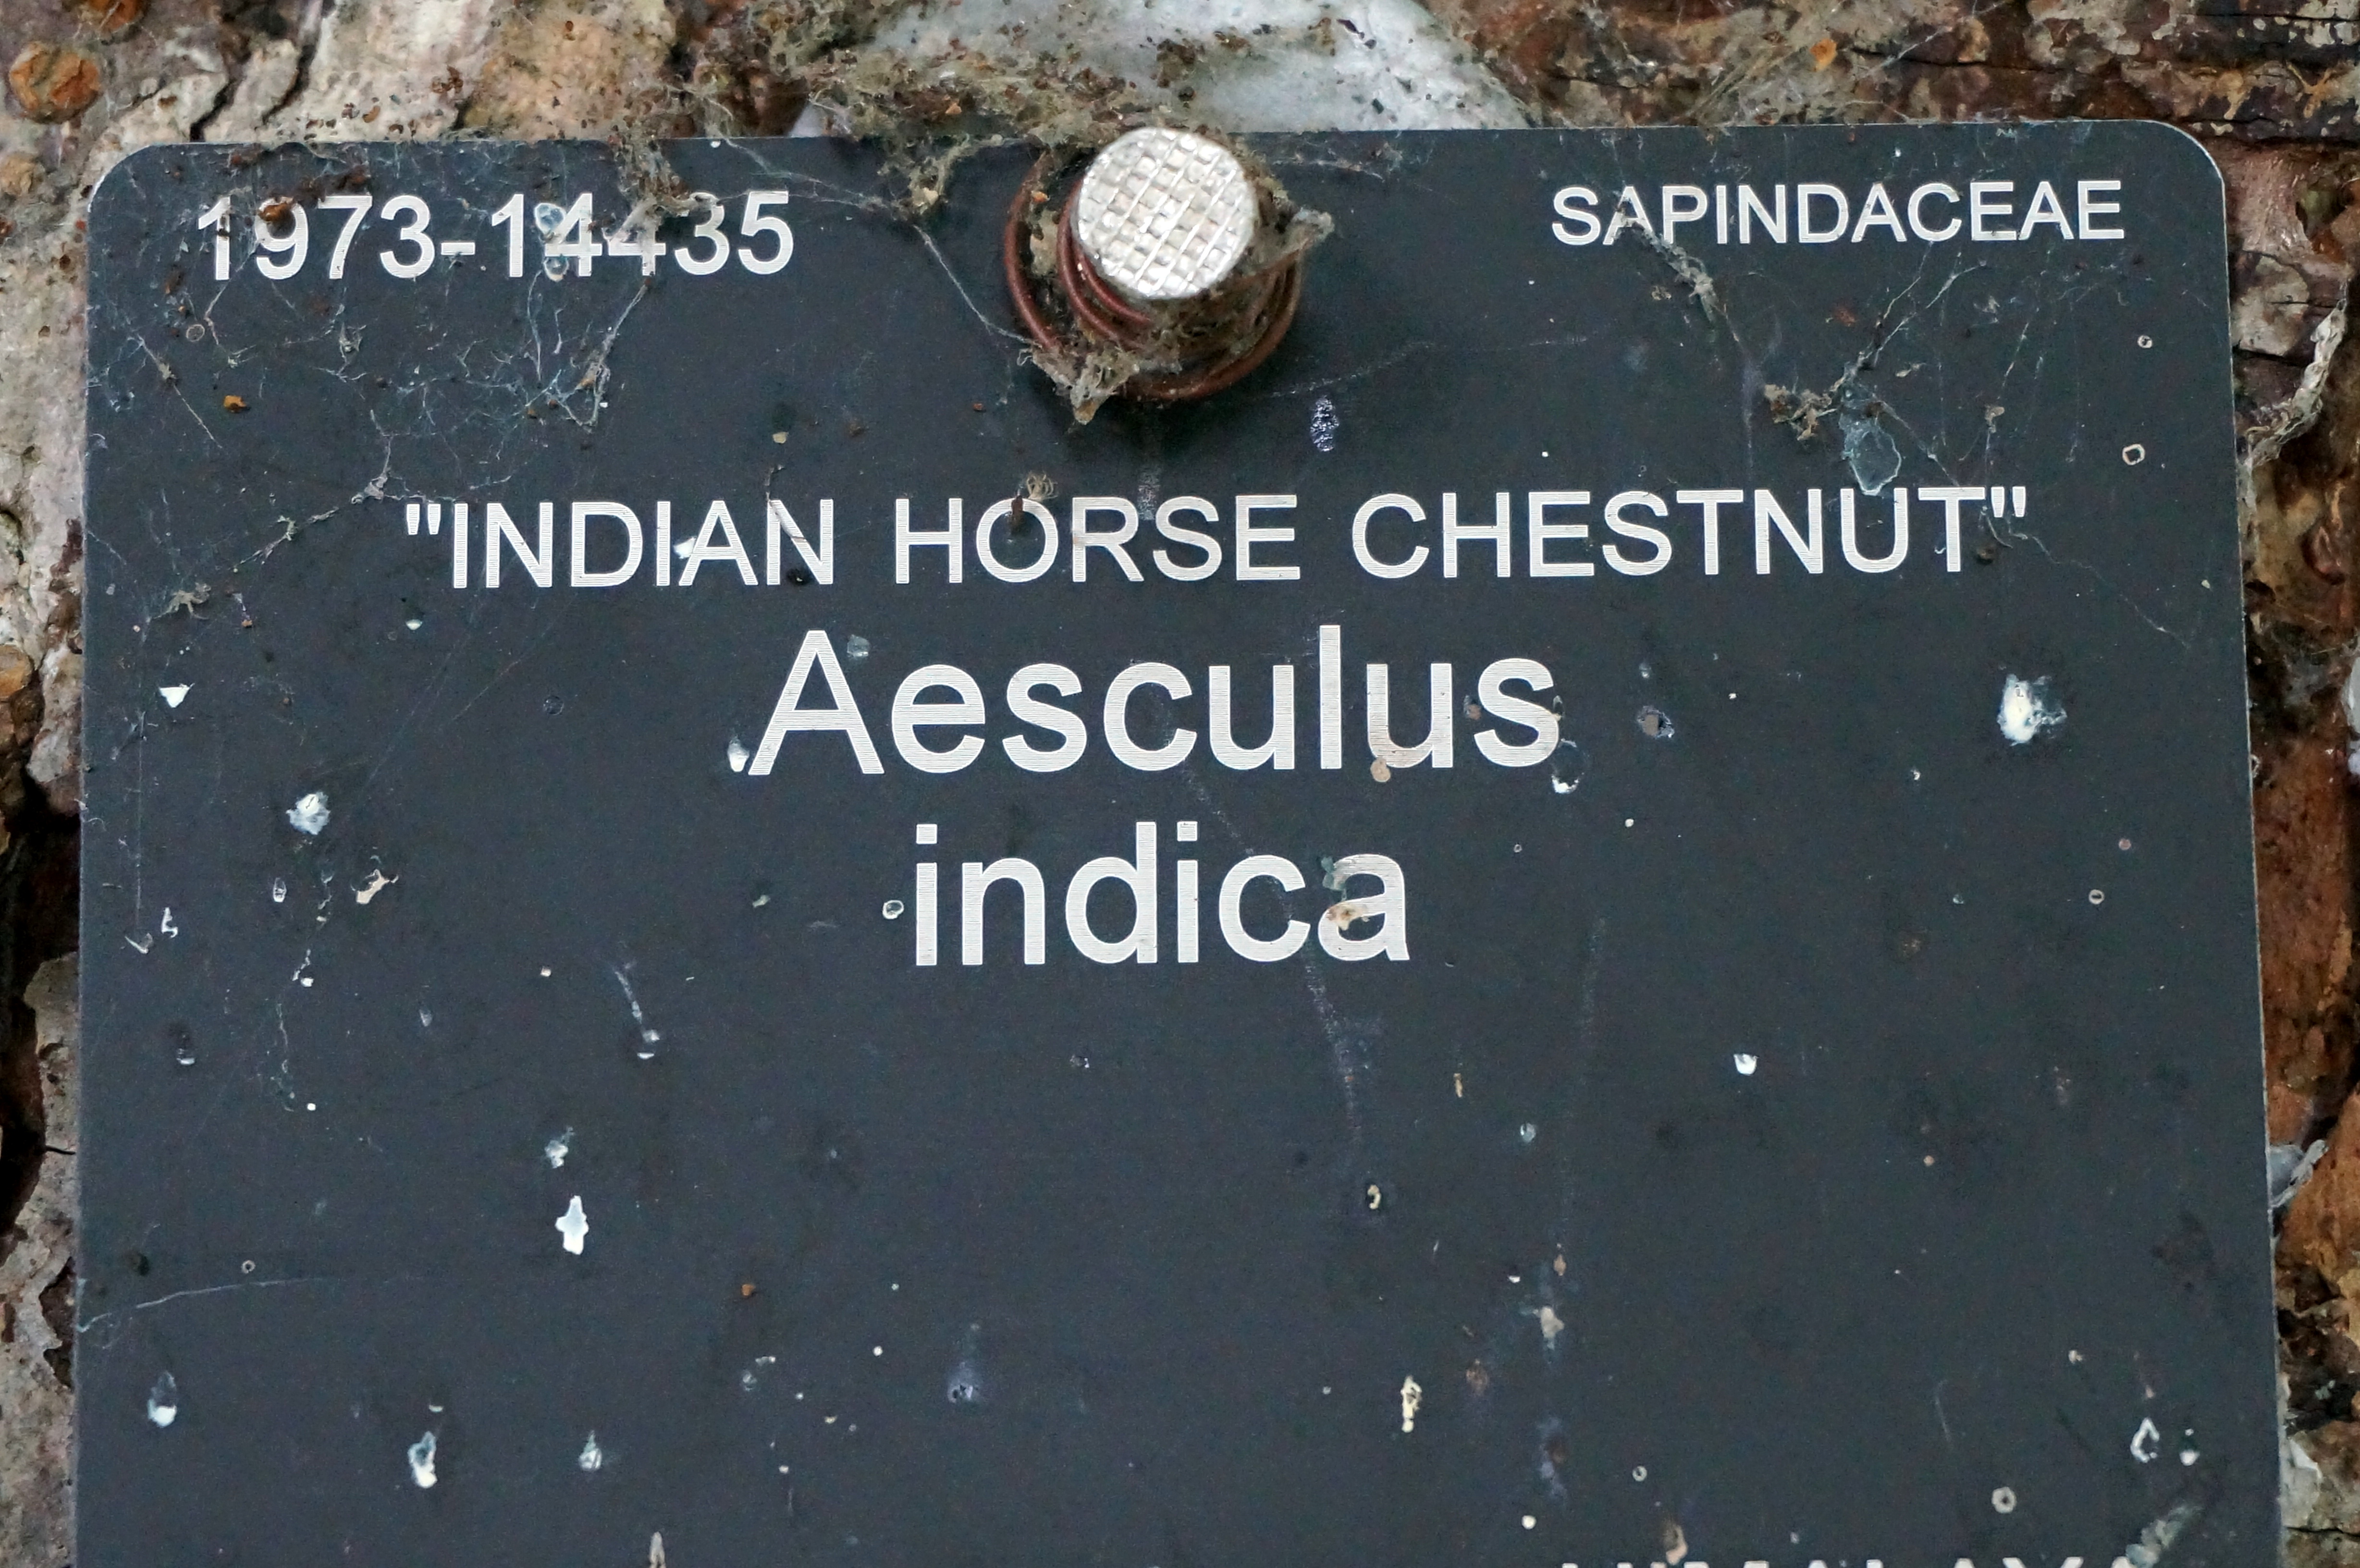 1973-14435 SAPINDACEAE
"INDIAN HORSE CHESTNUT"
Aesculus
indica